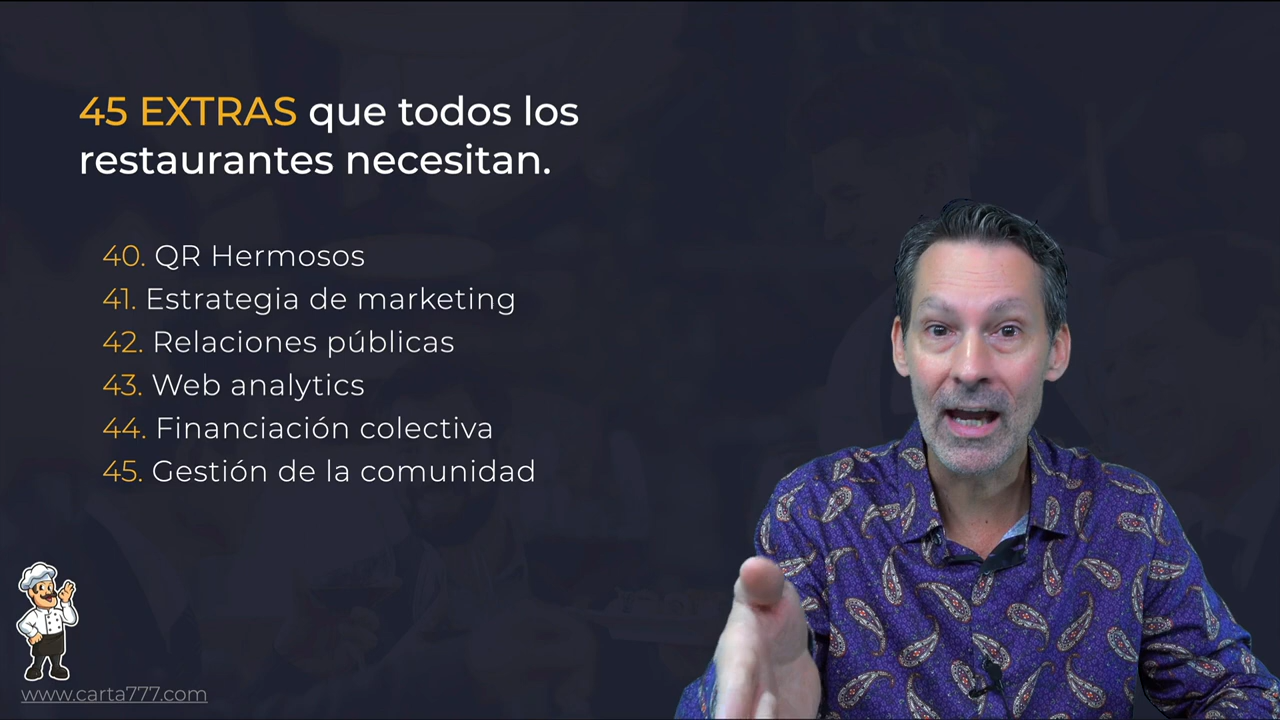 45 EXTRAS que todos los
restaurantes necesitan.
40. QR Hermosos
41. Estrategia de marketing
42. Relaciones públicas
43. Web analytics
44. Financiación colectiva
45. Gestión de la comunidad
www.carta777.com